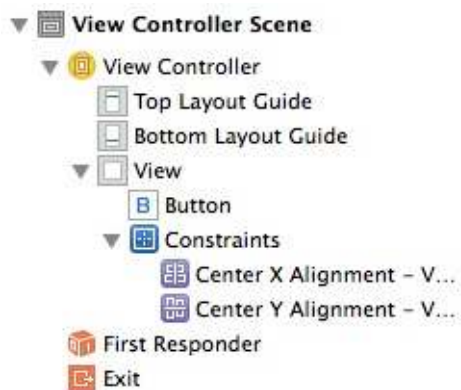 View Controller Scene
View Controller
Top Layout Guide
Bottom Layout Guide
View
B Button
Constraints
Center X Alignment – V...
Center Y Alignment – V...
First Responder
Exit